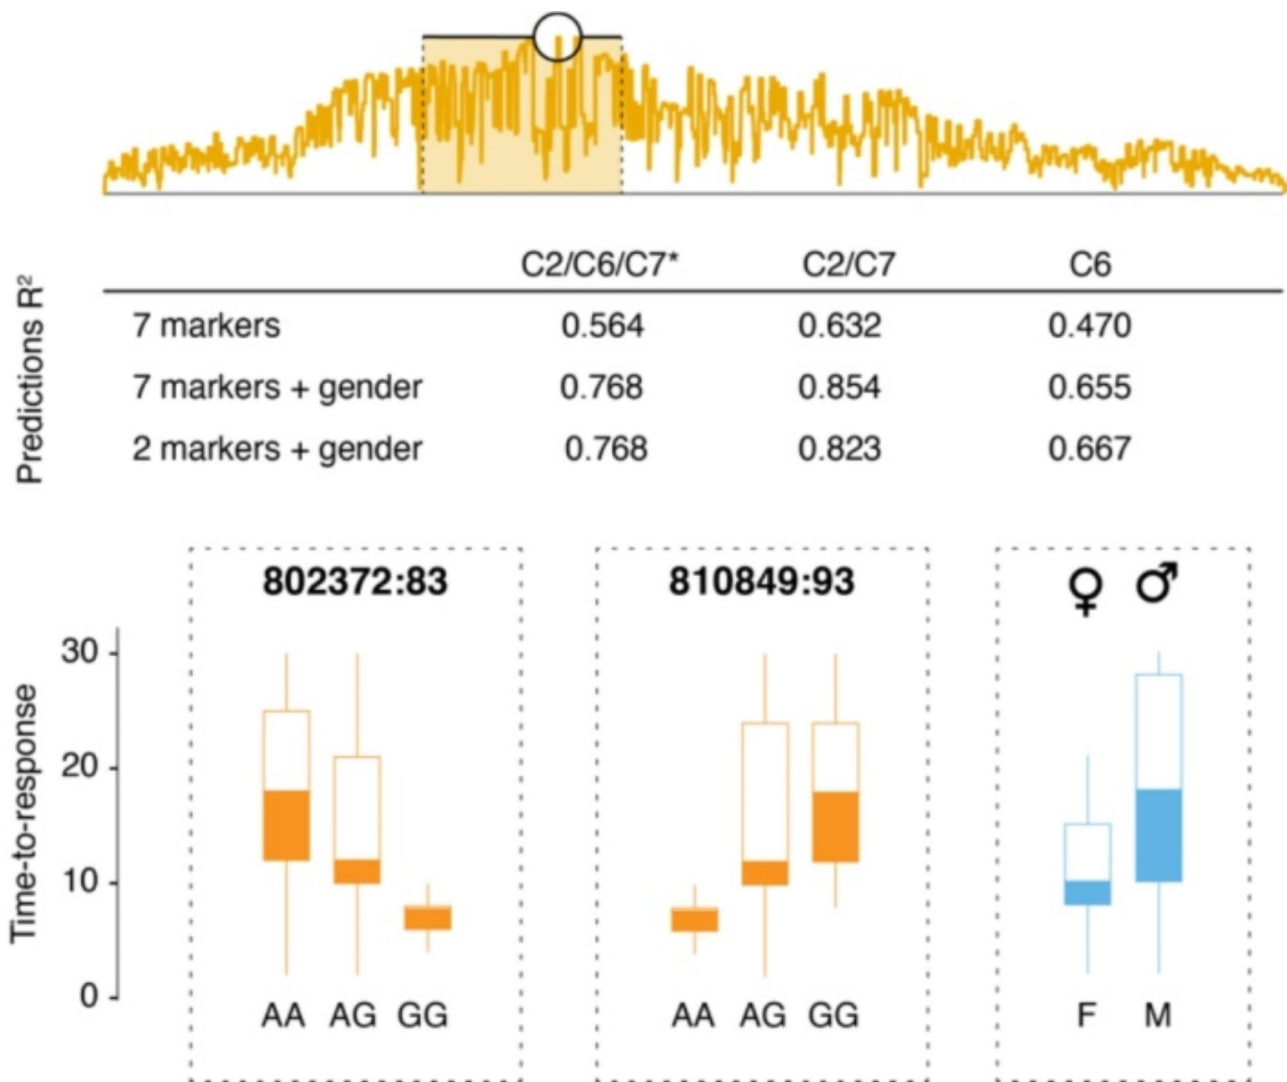 C2/C6/C7* C2/C7 C6
Predictions R²
7 markers 0.564 0.632 0.470
7 markers + gender 0.768 0.854 0.655
2 markers + gender 0.768 0.823 0.667
802372:83 810849:93 ♀ ♂
Time-to-response
30
20
10
0
AA AG GG AA AG GG F M